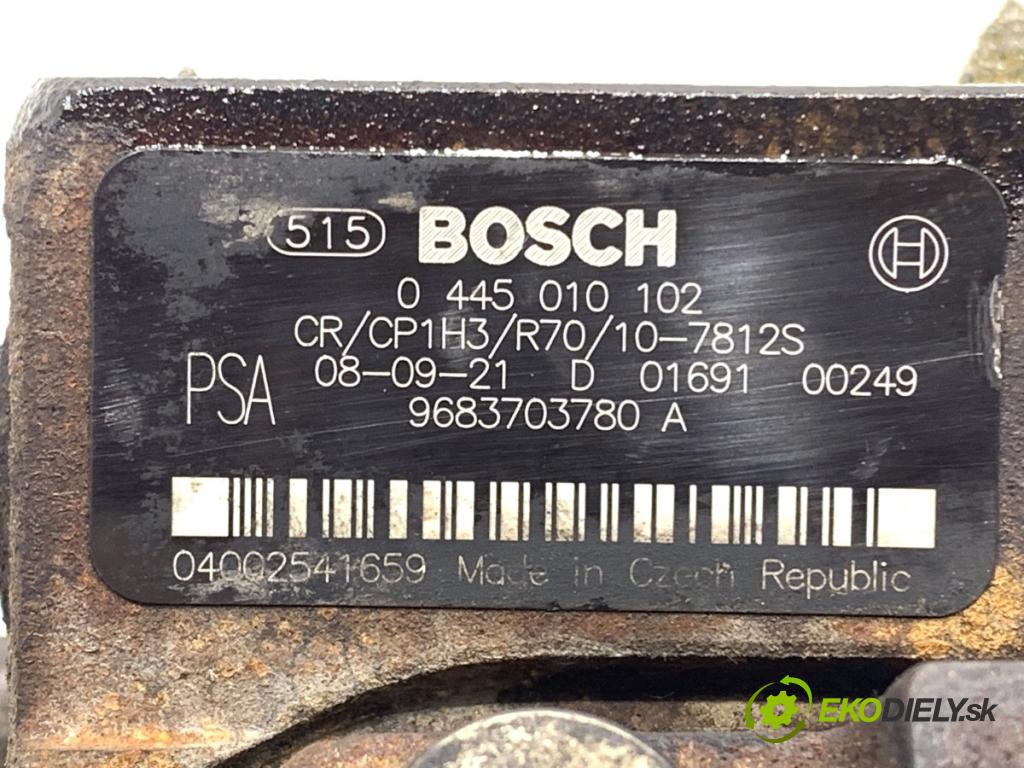 515 BOSCH
0 445 010 102
CR/CP1H3/R70/10-7812S
PSA 08-09-21 D 01691 00249
9683703780 A
04002541659 Made in Czech Republic
EKODIELY.sk